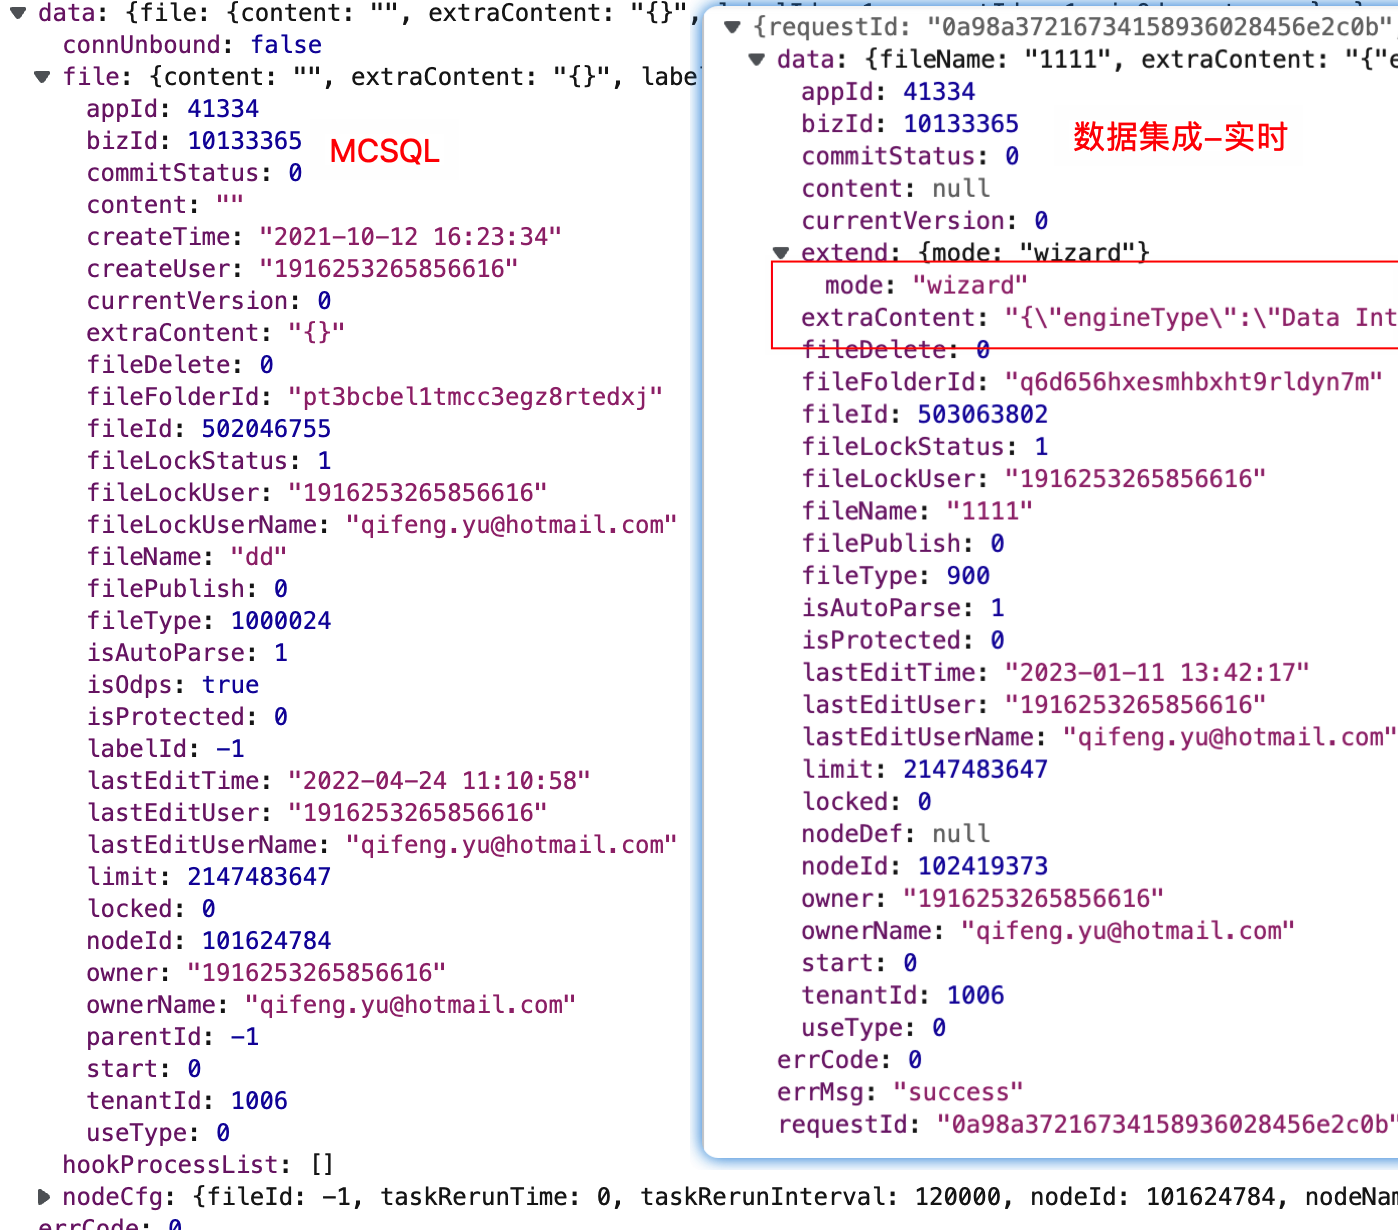 data: {file: {content: "", extraContent: "{}",
connUnbound: false
file: {content: "", extraContent: "{}", labe
appId: 41334
bizId: 10133365
MCSQL
commitStatus: 0
content: ""
createTime: "2021-10-12 16:23:34"
createUser: "1916253265856616"
currentVersion: 0
extraContent: "{}"
fileDelete: 0
fileFolderId: "pt3bcbel1tmcc3egz8rtedxj"
fileId: 502046755
fileLockStatus: 1
fileLockUser: "1916253265856616"
fileLockUserName: "qifeng.yu@hotmail.com"
fileName: "dd"
filePublish: 0
fileType: 1000024
isAutoParse: 1
isOdps: true
isProtected: 0
labelId: -1
lastEditTime: "2022-04-24 11:10:58"
lastEditUser: "1916253265856616"
lastEditUserName: "qifeng.yu@hotmail.com"
limit: 2147483647
locked: 0
nodeId: 101624784
owner: "1916253265856616"
ownerName: "qifeng.yu@hotmail.com"
parentId: -1
start: 0
tenantId: 1006
useType: 0
hookProcessList: []
nodeCfg: {fileId: -1, taskRerunTime: 0, taskRerunInterval: 120000, nodeId: 101624784, nodeNam
errCode: 0
{requestId: "0a98a37216734158936028456e2c0b",
data: {fileName: "1111", extraContent: "{"e
appId: 41334
bizId: 10133365
数据集成-实时
commitStatus: 0
content: null
currentVersion: 0
extend: {mode: "wizard"}
mode: "wizard"
extraContent: "{\"engineType\":\"Data Int
fileDelete: 0
fileFolderId: "q6d656hxesmhbxht9rldyn7m"
fileId: 503063802
fileLockStatus: 1
fileLockUser: "1916253265856616"
fileName: "1111"
filePublish: 0
fileType: 900
isAutoParse: 1
isProtected: 0
lastEditTime: "2023-01-11 13:42:17"
lastEditUser: "1916253265856616"
lastEditUserName: "qifeng.yu@hotmail.com"
limit: 2147483647
locked: 0
nodeDef: null
nodeId: 102419373
owner: "1916253265856616"
ownerName: "qifeng.yu@hotmail.com"
start: 0
tenantId: 1006
useType: 0
errCode: 0
errMsg: "success"
requestId: "0a98a37216734158936028456e2c0b"